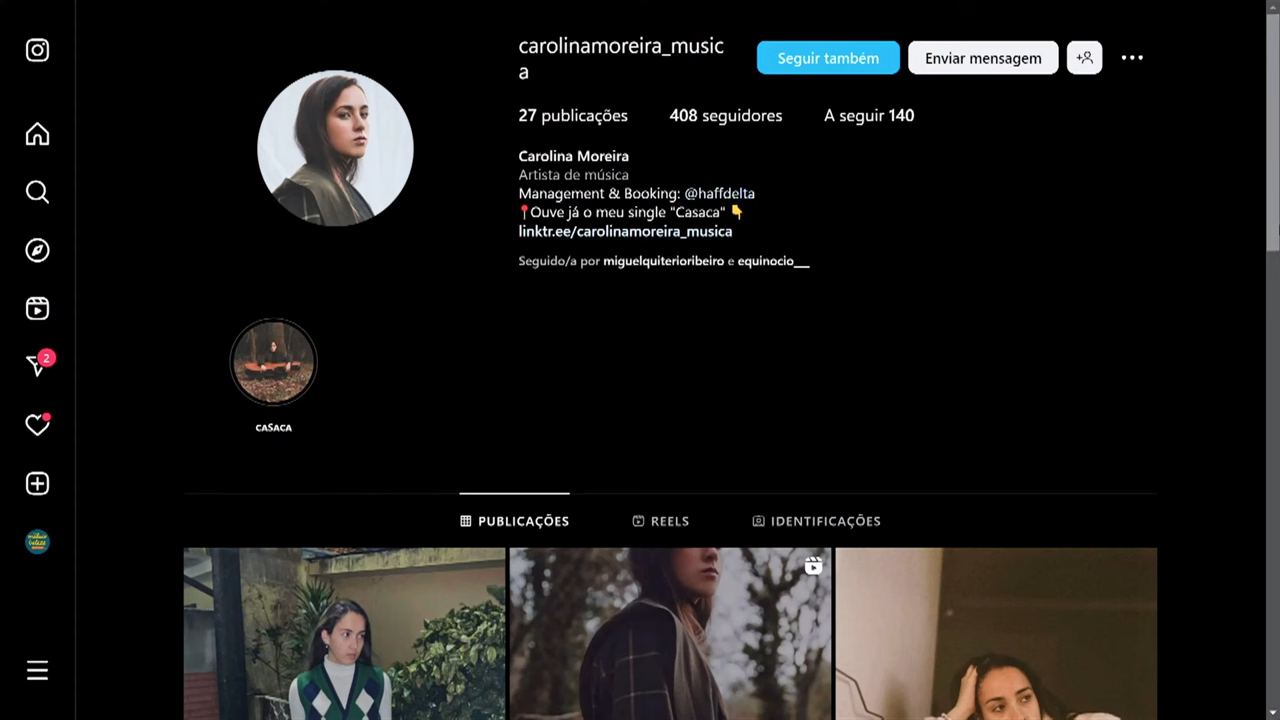 carolinamoreira_music
a
Seguir também
Enviar mensagem
27 publicações
408 seguidores
A seguir 140
Carolina Moreira
Artista de música
Management & Booking: @haffdelta
📍Ouve já o meu single "Casaca" 👇
linktr.ee/carolinamoreira_musica
Seguido/a por miguelquiterioribeiro e equinocio__
2
CASACA
PUBLICAÇÕES
REELS
IDENTIFICAÇÕES